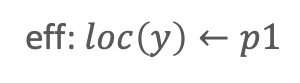 eff: loc(y) ← p1